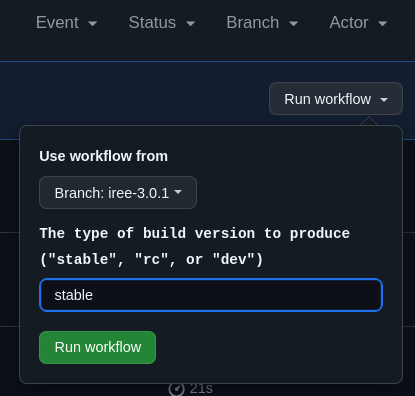 Event Status Branch Actor
Run workflow
Use workflow from
Branch: iree-3.0.1
The type of build version to produce
("stable", "rc", or "dev")
stable
Run workflow
21s